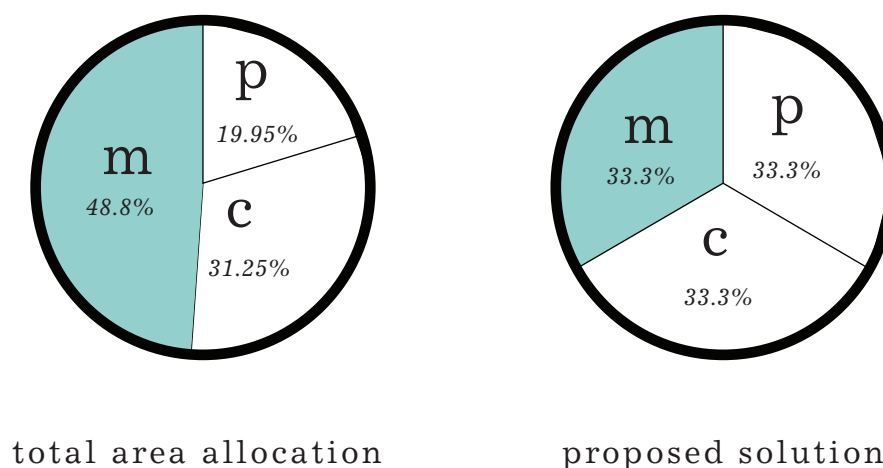 p
19.95%
m
48.8%
c
31.25%
total area allocation
p
33.3%
m
33.3%
c
33.3%
proposed solution